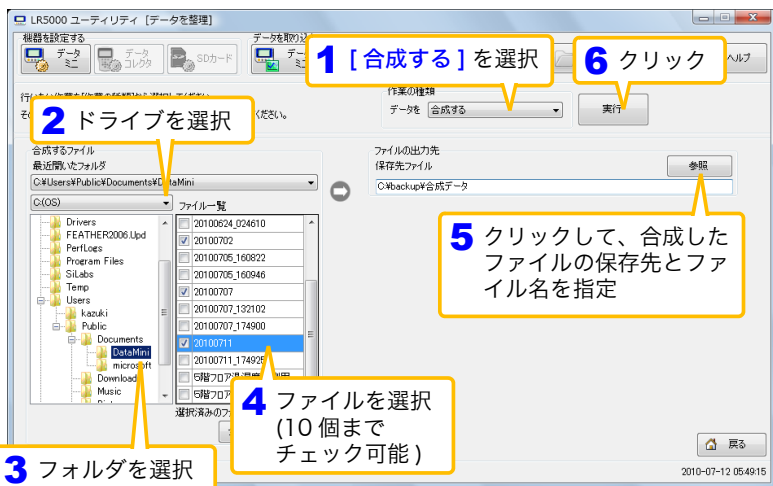 LR5000 ユーティリティ [データを整理]
機器を設定する
データを取り込
データ
ミニ
データ
コレクタ
SDカード
ヘルプ
1 [ 合成する ] を選択
6 クリック
作業の種類
データを 合成する
実行
ください。
2 ドライブを選択
合成するファイル
最近開いたフォルダ
C:¥Users¥Public¥Documents¥DataMini
C:(OS)
ファイル一覧
ファイルの出力先
保存先ファイル
参照
C:¥backup¥合成データ
Drivers
FEATHER2006.Upd
PerfLogs
Program Files
SiLabs
Temp
Users
kazuki
Public
Documents
DataMini
microsoft
Download
Music
20100624_024610
20100702
20100705_160822
20100705_160946
20100707
20100707_132102
20100707_174900
20100711
20100711_174925
5 クリックして、合成した
ファイルの保存先とファ
イル名を指定
4 ファイルを選択
(10 個まで
チェック可能 )
3 フォルダを選択
戻る
2010-07-12 05:49:15